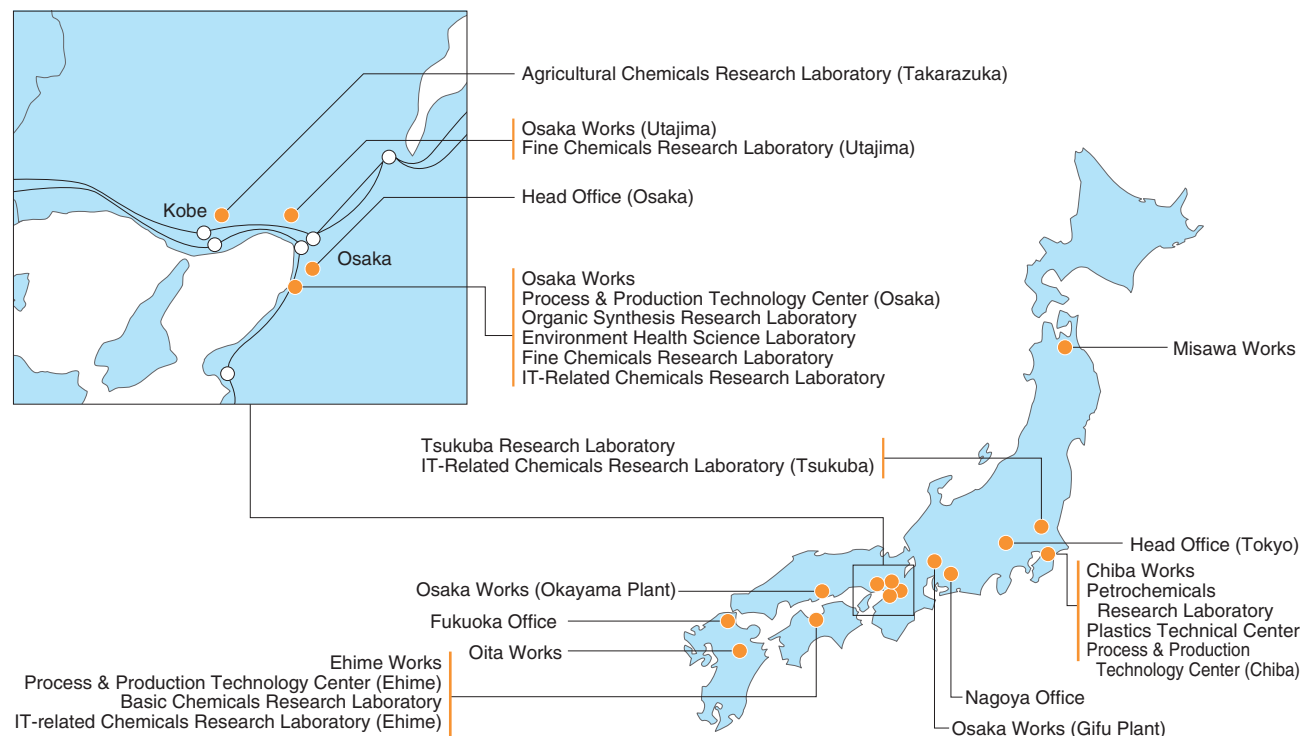 Agricultural Chemicals Research Laboratory (Takarazuka)
Osaka Works (Utajima)
Fine Chemicals Research Laboratory (Utajima)
Head Office (Osaka)
Kobe
Osaka
Osaka Works
Process & Production Technology Center (Osaka)
Organic Synthesis Research Laboratory
Environment Health Science Laboratory
Fine Chemicals Research Laboratory
IT-Related Chemicals Research Laboratory
Misawa Works
Tsukuba Research Laboratory
IT-Related Chemicals Research Laboratory (Tsukuba)
Head Office (Tokyo)
Chiba Works
Petrochemicals
Research Laboratory
Plastics Technical Center
Process & Production
Technology Center (Chiba)
Osaka Works (Okayama Plant)
Fukuoka Office
Oita Works
Ehime Works
Process & Production Technology Center (Ehime)
Basic Chemicals Research Laboratory
IT-related Chemicals Research Laboratory (Ehime)
Nagoya Office
Osaka Works (Gifu Plant)